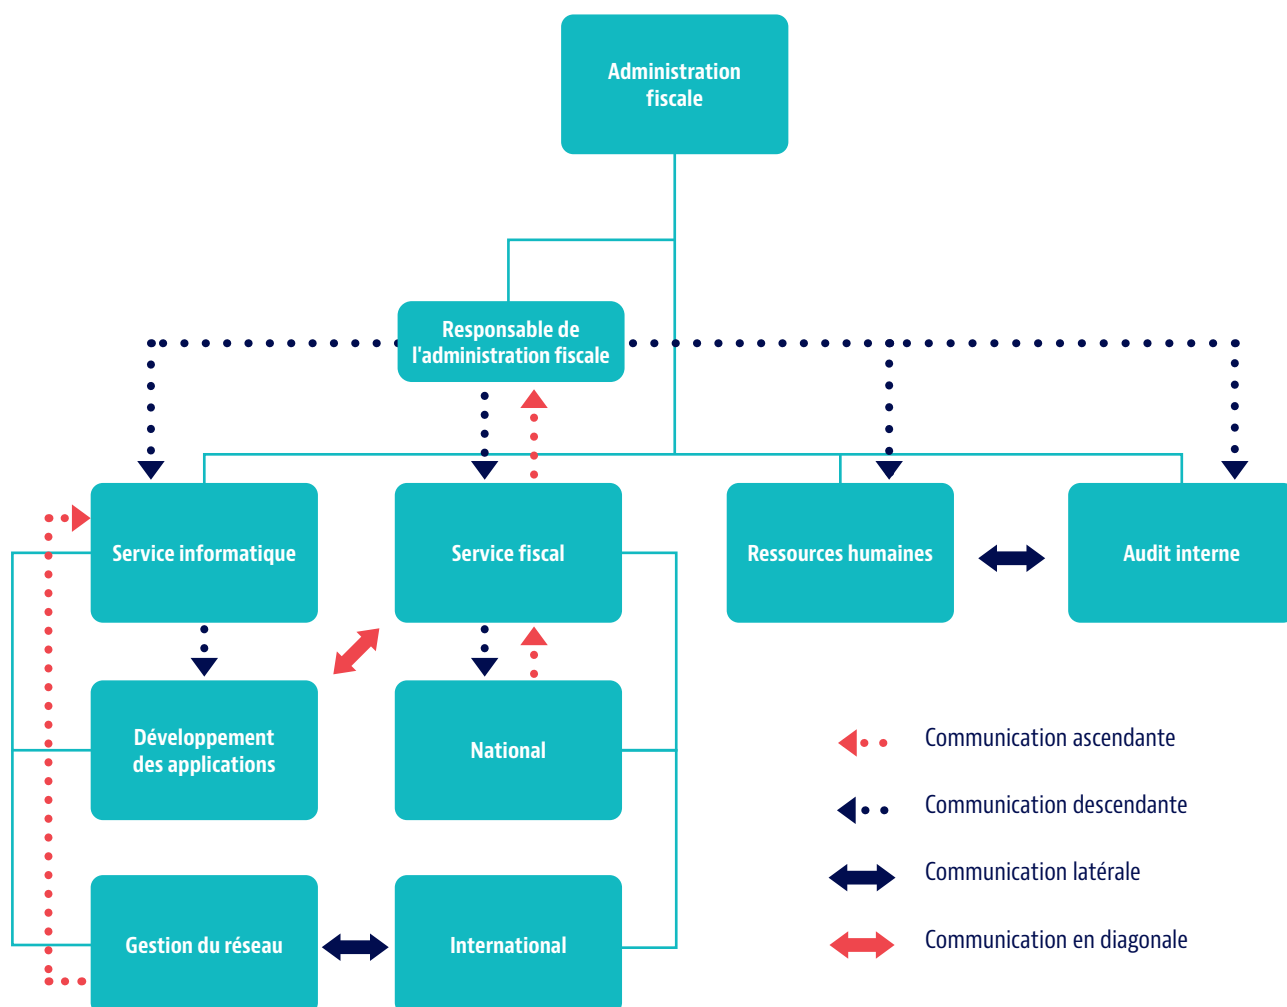 Administration
fiscale
Responsable de
l'administration fiscale
Service informatique
Service fiscal
Ressources humaines
Audit interne
Développement
des applications
National
Gestion du réseau
International
Communication ascendante
Communication descendante
Communication latérale
Communication en diagonale